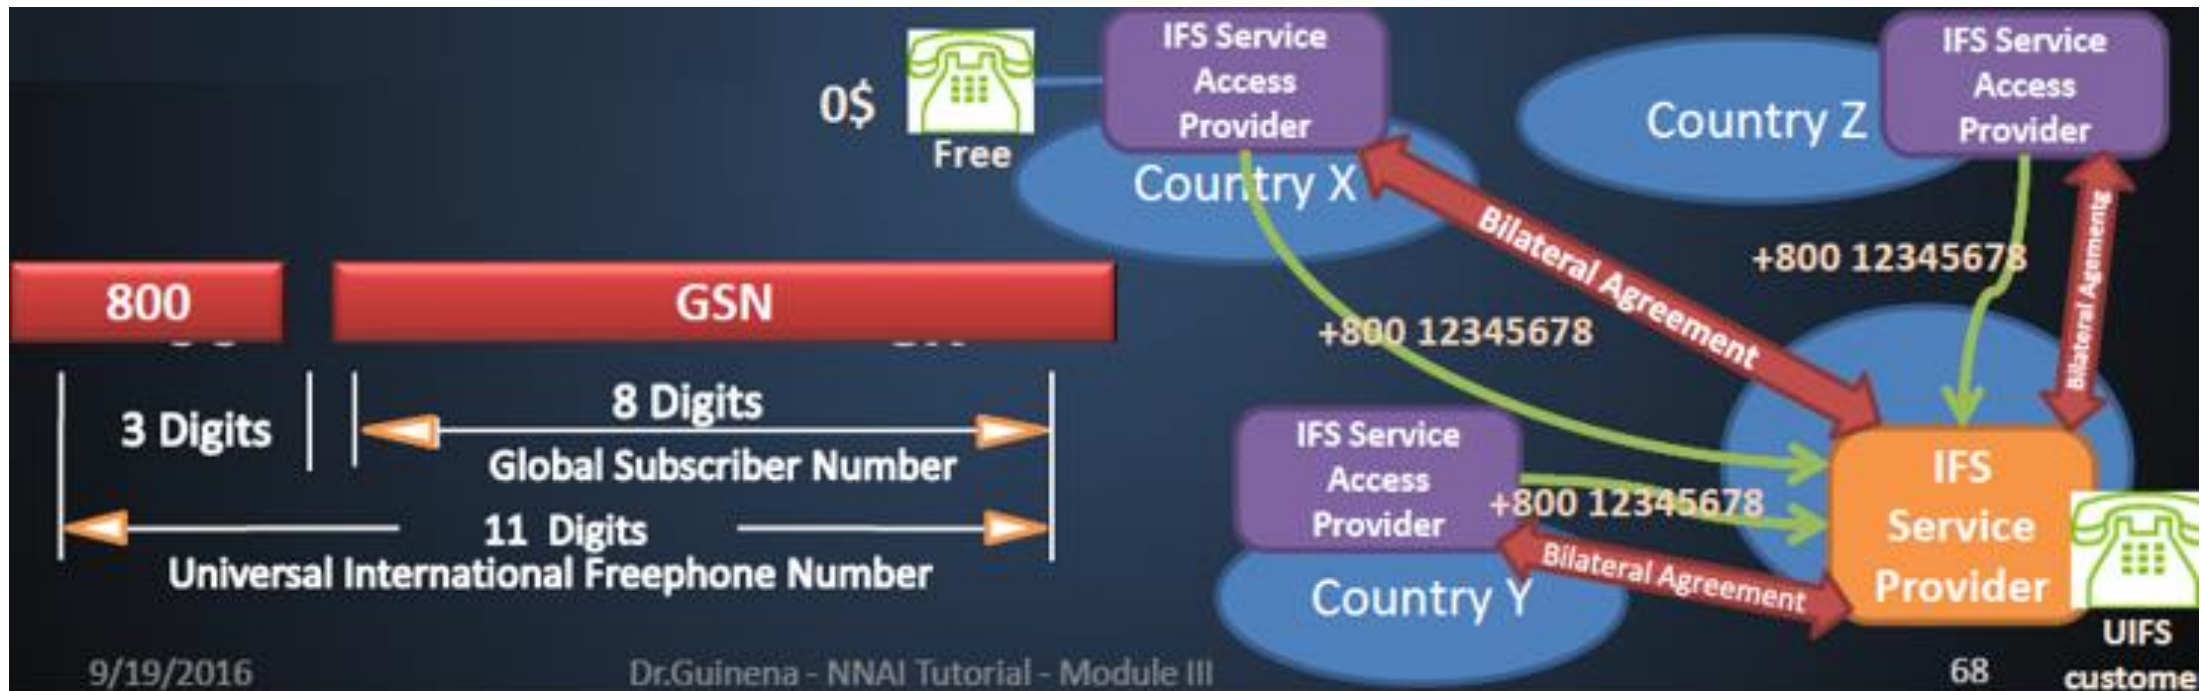 0$
Free
IFS Service
Access
Provider
Country X
Country Z
IFS Service
Access
Provider
800
GSN
3 Digits
8 Digits
Global Subscriber Number
11 Digits
Universal International Freephone Number
Bilateral Agreement
+800 12345678
+800 12345678
Bilateral Agementg
IFS Service
Access
Provider
Country Y
+800 12345678
Bilateral Agreement
IFS
Service
Provider
UIFS
custome
9/19/2016
Dr.Guinena - NNAI Tutorial - Module III
68